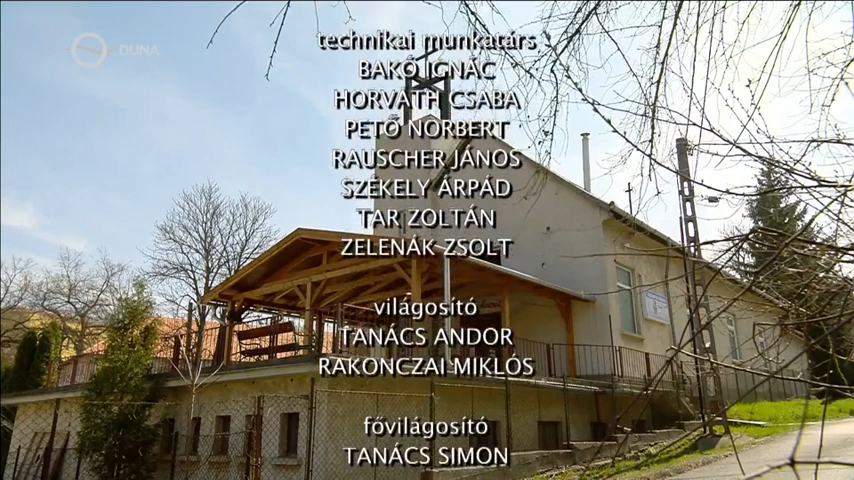 DUNA
technikai munkatárs
BAKÓ IGNÁC
HORVÁTH CSABA
PETŐ NORBERT
RAUSCHER JÁNOS
SZÉKELY ÁRPÁD
TAR ZOLTÁN
ZELENÁK ZSOLT
világosító
TANÁCS ANDOR
RAKONCZAI MIKLÓS
fővilágosító
TANÁCS SIMON